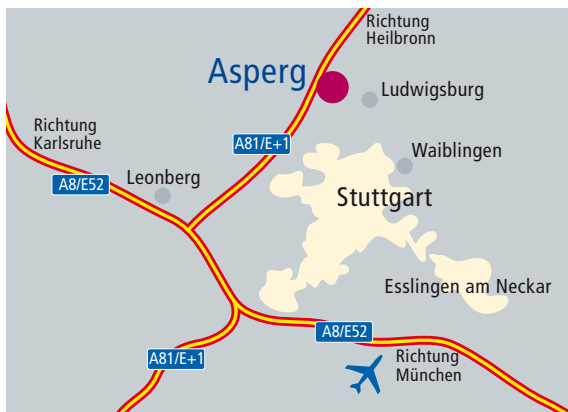 Richtung
Heilbronn
Asperg
Ludwigsburg
Richtung
Karlsruhe
A81/E+1
Waiblingen
Leonberg
A8/E52
Stuttgart
Esslingen am Neckar
A8/E52
A81/E+1
Richtung
München